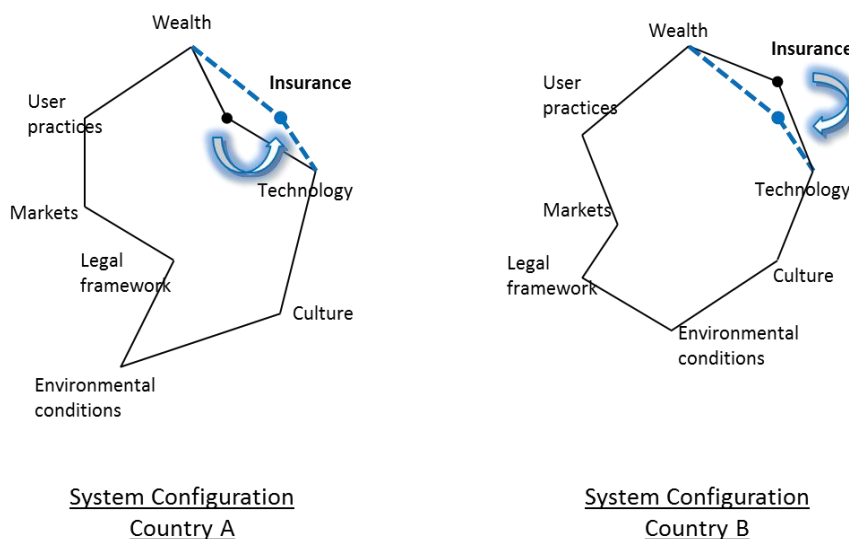 Wealth
Insurance
User
practices
Technology
Markets
Legal
framework
Culture
Environmental
conditions
System Configuration
Country A
Wealth
Insurance
User
practices
Technology
Markets
Legal
framework
Culture
Environmental
conditions
System Configuration
Country B